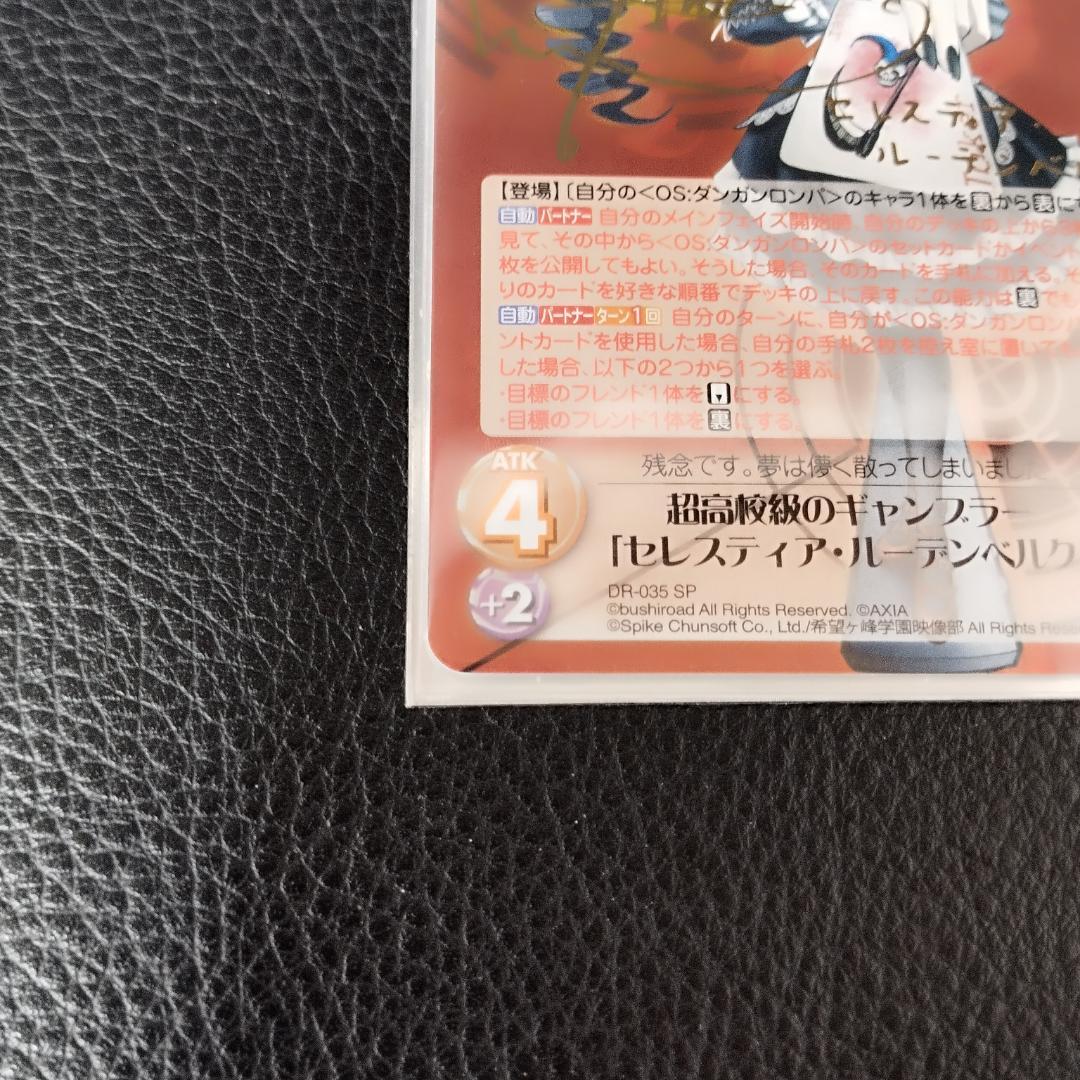 セレスティア・
ルーデンベ
【登場】〔自分の<OS:ダンガンロンパ>のキャラ1体を裏から表にす
自動 パートナー 自分のメインフェイズ開始時、自分のデッキの上から3枚
見て、その中から<OS:ダンガンロンパ>のセットカードかイベント
枚を公開してもよい。そうした場合、そのカードを手札に加える。そ
りのカードを好きな順番でデッキの上に戻す。この能力は裏でも
自動 パートナー ターン1回 自分のターンに、自分が<OS:ダンガンロンパ
ントカードを使用した場合、自分の手札2枚を控え室に置いても
した場合、以下の2つから1つを選ぶ。
・目標のフレンド1体を にする。
・目標のフレンド1体を裏にする。
ATK
4
残念です。夢は儚く散ってしまいました
超高校級のギャンブラー
「セレスティア・ルーデンベルク
+2
DR-035 SP
©bushiroad All Rights Reserved. ©AXIA
©Spike Chunsoft Co., Ltd./希望ヶ峰学園映像部 All Rights Rese